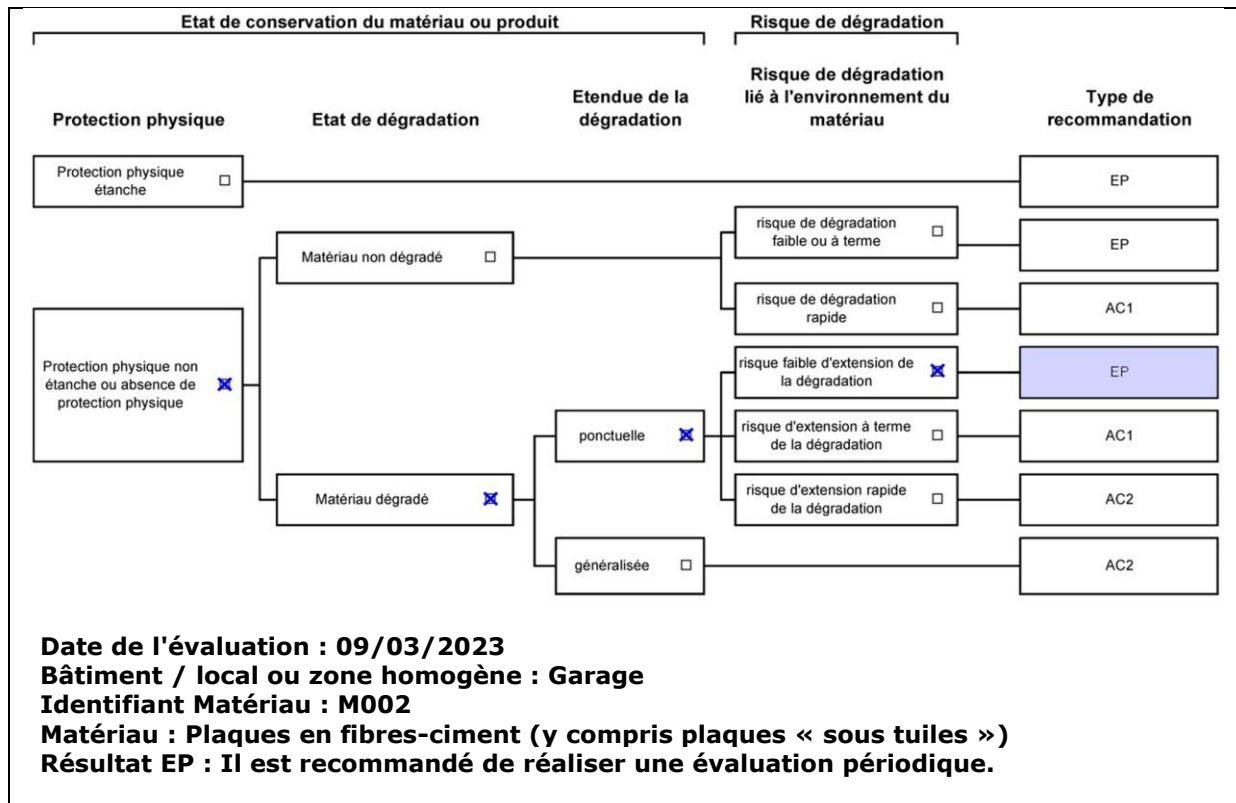 Etat de conservation du matériau ou produit
Risque de dégradation
Protection physique
Etat de dégradation
Etendue de la
dégradation
Risque de dégradation
lié à l'environnement du
matériau
Type de
recommandation
Protection physique
étanche
EP
risque de dégradation
faible ou à terme
EP
Matériau non dégradé
risque de dégradation
rapide
AC1
Protection physique non
étanche ou absence de
protection physique
risque faible d'extension de
la dégradation
EP
ponctuelle
risque d'extension à terme
de la dégradation
AC1
Matériau dégradé
risque d'extension rapide
de la dégradation
AC2
généralisée
AC2
Date de l'évaluation : 09/03/2023
Bâtiment / local ou zone homogène : Garage
Identifiant Matériau : M002
Matériau : Plaques en fibres-ciment (y compris plaques « sous tuiles »)
Résultat EP : Il est recommandé de réaliser une évaluation périodique.